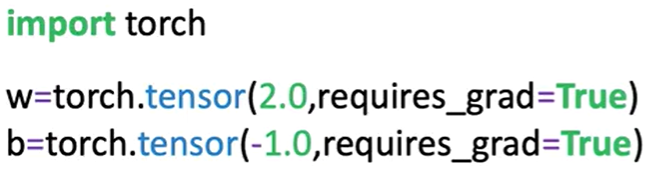 import torch
w=torch.tensor(2.0,requires_grad=True)
b=torch.tensor(-1.0,requires_grad=True)